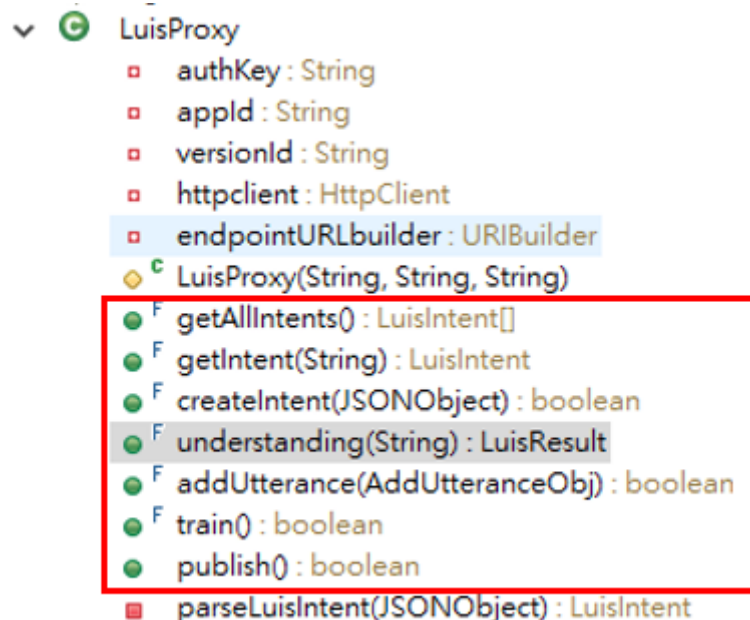 LuisProxy
authKey : String
appId : String
versionId : String
httpclient : HttpClient
endpointURLbuilder : URIBuilder
C LuisProxy(String, String, String)
F getAllIntents() : LuisIntent[]
F getIntent(String) : LuisIntent
F createIntent(JSONObject) : boolean
F understanding(String) : LuisResult
F addUtterance(AddUtteranceObj) : boolean
F train() : boolean
publish() : boolean
parseLuisIntent(JSONObject) : LuisIntent